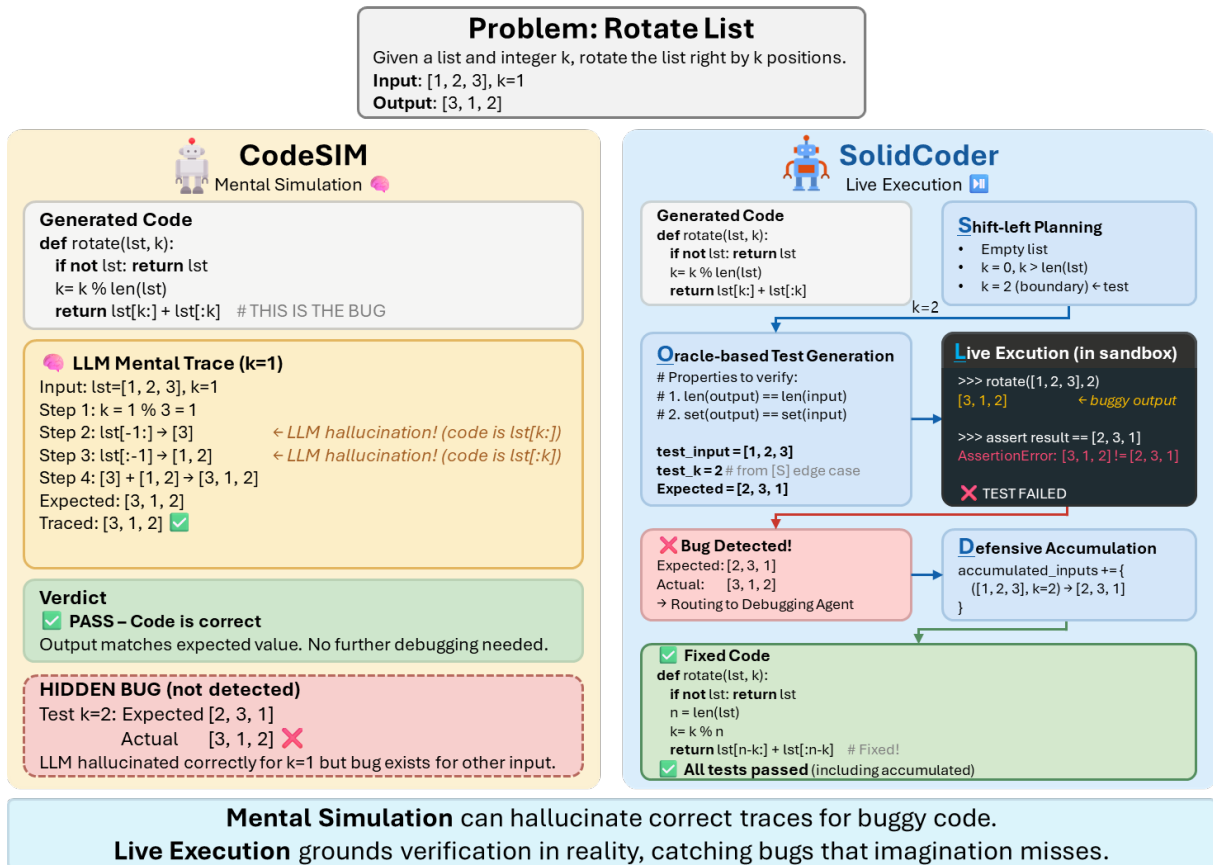 Problem: Rotate List
Given a list and integer k, rotate the list right by k positions.
Input: [1, 2, 3], k=1
Output: [3, 1, 2]
CodeSIM
Mental Simulation
Generated Code
def rotate(lst, k):
if not lst: return lst
k= k % len(lst)
return lst[k:] + lst[:k] # THIS IS THE BUG
LLM Mental Trace (k=1)
Input: lst=[1, 2, 3], k=1
Step 1: k = 1 % 3 = 1
Step 2: lst[-1:] → [3] ← LLM hallucination! (code is lst[k:])
Step 3: lst[:-1] → [1, 2] ← LLM hallucination! (code is lst[:k])
Step 4: [3] + [1, 2] → [3, 1, 2]
Expected: [3, 1, 2]
Traced: [3, 1, 2] ✅
Verdict
✅ PASS – Code is correct
Output matches expected value. No further debugging needed.
HIDDEN BUG (not detected)
Test k=2: Expected [2, 3, 1]
Actual [3, 1, 2] ❌
LLM hallucinated correctly for k=1 but bug exists for other input.
SolidCoder
Live Execution
Generated Code
def rotate(lst, k):
if not lst: return lst
k= k % len(lst)
return lst[k:] + lst[:k]
Shift-left Planning
• Empty list
• k = 0, k > len(lst)
• k = 2 (boundary) ← test
k=2
Oracle-based Test Generation
# Properties to verify:
# 1. len(output) == len(input)
# 2. set(output) == set(input)
test_input = [1, 2, 3]
test_k = 2 # from [S] edge case
Expected = [2, 3, 1]
Live Excution (in sandbox)
>>> rotate([1, 2, 3], 2)
[3, 1, 2] ← buggy output
>>> assert result == [2, 3, 1]
AssertionError: [3, 1, 2] != [2, 3, 1]
❌ TEST FAILED
❌ Bug Detected!
Expected: [2, 3, 1]
Actual: [3, 1, 2]
→ Routing to Debugging Agent
Defensive Accumulation
accumulated_inputs += {
([1, 2, 3], k=2) → [2, 3, 1]
}
✅ Fixed Code
def rotate(lst, k):
if not lst: return lst
n = len(lst)
k= k % n
return lst[n-k:] + lst[:n-k] # Fixed!
✅ All tests passed (including accumulated)
Mental Simulation can hallucinate correct traces for buggy code.
Live Execution grounds verification in reality, catching bugs that imagination misses.